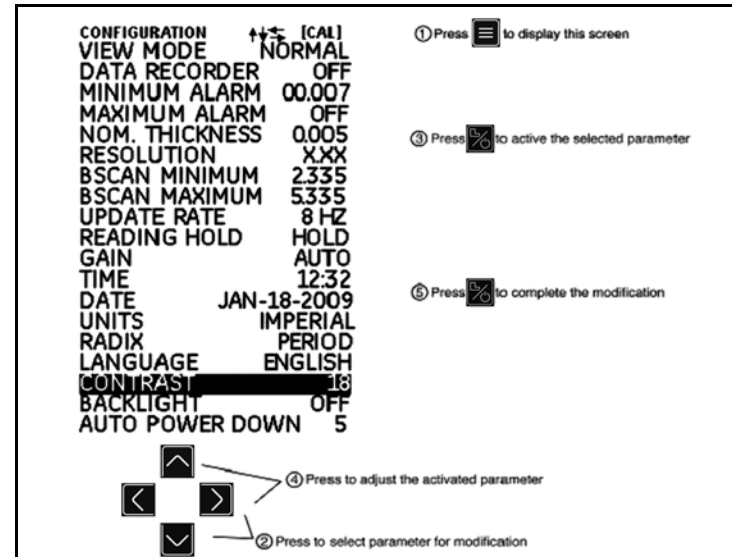 CONFIGURATION [CAL]
VIEW MODE NORMAL
DATA RECORDER OFF
MINIMUM ALARM 00.007
MAXIMUM ALARM OFF
NOM. THICKNESS 0.005
RESOLUTION X.XX
BSCAN MINIMUM 2.335
BSCAN MAXIMUM 5.335
UPDATE RATE 8 HZ
READING HOLD HOLD
GAIN AUTO
TIME 12:32
DATE JAN-18-2009
UNITS IMPERIAL
RADIX PERIOD
LANGUAGE ENGLISH
CONTRAST 18
BACKLIGHT OFF
AUTO POWER DOWN 5
① Press to display this screen
③ Press to active the selected parameter
⑤ Press to complete the modification
④ Press to adjust the activated parameter
② Press to select parameter for modification